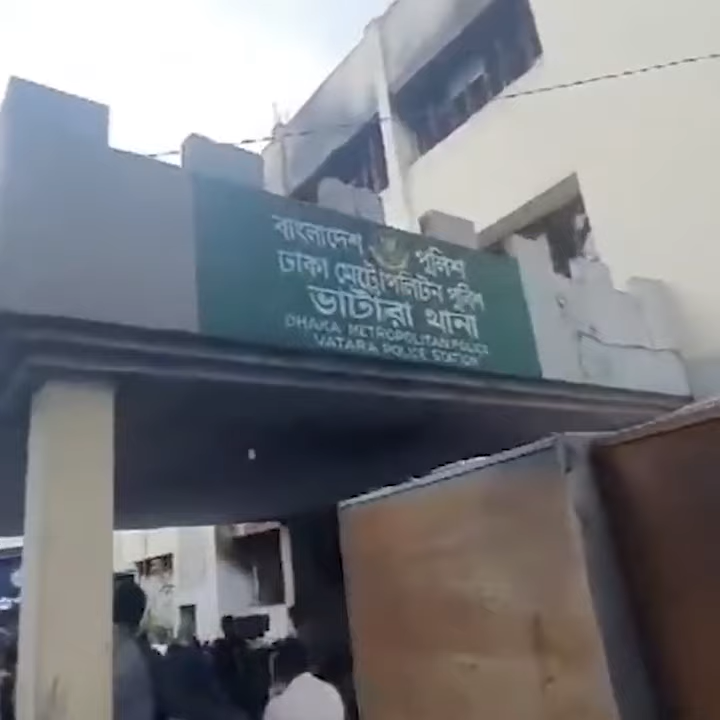 বাংলাদেশ পুলিশ
ঢাকা মেট্রোপলিটন পুলিশ
ভাটারা থানা
DHAKA METROPOLITAN POLICE
VATARA POLICE STATION